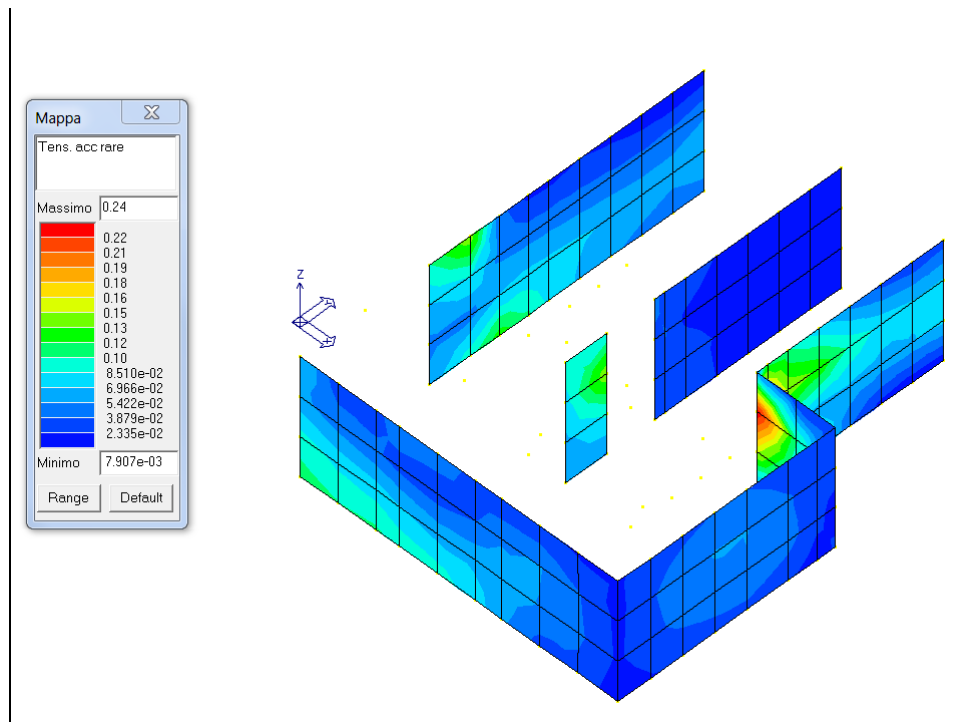 Mappa
Tens. acc rare
Massimo 0.24
0.22
0.21
0.19
0.18
0.16
0.15
0.13
0.12
0.10
8.510e-02
6.966e-02
5.422e-02
3.879e-02
2.335e-02
Minimo 7.907e-03
Range Default
Z